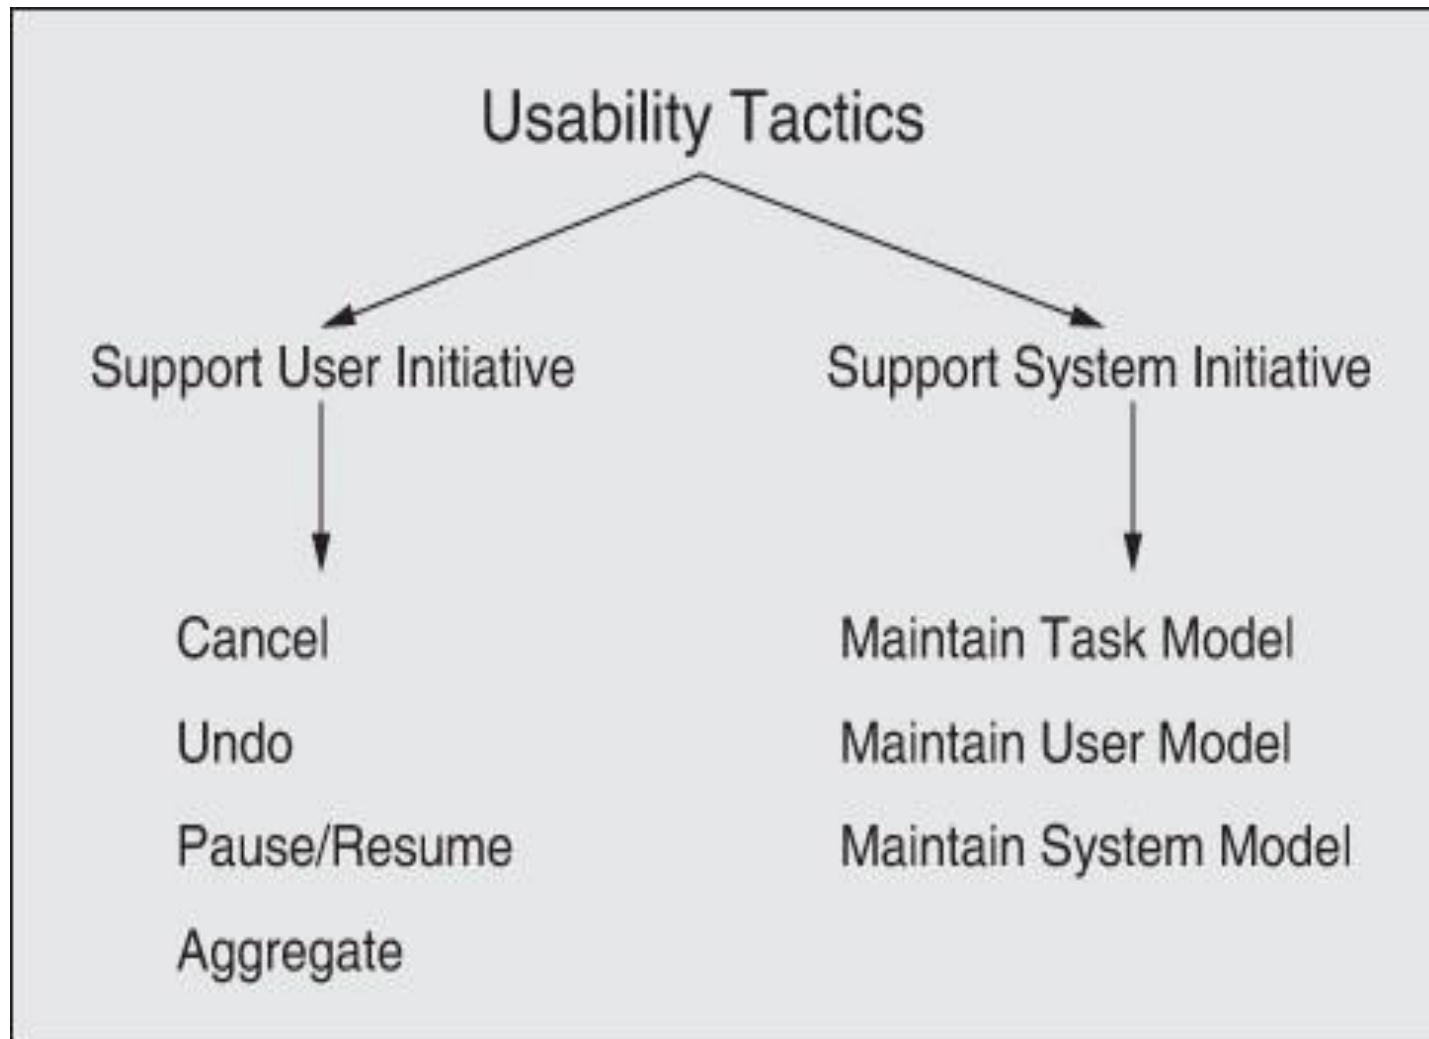 Usability Tactics
Support User Initiative
Support System Initiative
Cancel
Undo
Pause/Resume
Aggregate
Maintain Task Model
Maintain User Model
Maintain System Model